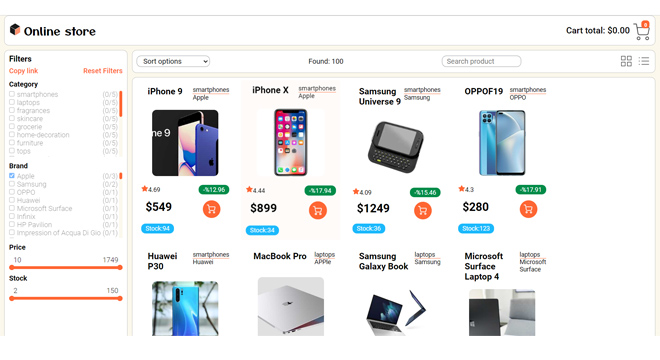 Online store
Cart total: $0.00
0
Filters
Copy link
Reset Filters
Category
smartphones (0/5)
laptops (0/5)
fragrances (0/5)
skincare (0/5)
groceries (0/5)
home-decoration (0/5)
furniture (0/5)
tops (0/5)
Brand
Apple (0/3)
Samsung (0/2)
OPPO (0/1)
Huawei (0/1)
Microsoft Surface (0/1)
Infinix (0/1)
HP Pavilion (0/1)
Impression of Acqua Di Gio (0/1)
Price
10 1749
Stock
2 150
Sort options
Found: 100
Search product
iPhone 9
smartphones
Apple
ne 9
4.69
-%12.96
$549
Stock:94
iPhone X
smartphones
Apple
4.44
-%17.94
$899
Stock:34
Samsung
Universe 9
smartphones
Samsung
4.09
-%15.46
$1249
Stock:36
OPPOF19
smartphones
OPPO
4.3
-%17.91
$280
Stock:123
Huawei
P30
smartphones
Huawei
MacBook Pro
laptops
APPle
Samsung
Galaxy Book
laptops
Samsung
Microsoft
Surface
Laptop 4
laptops
Microsoft
Surface